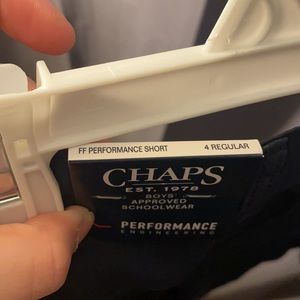 FF PERFORMANCE SHORT 4 REGULAR
CHAPS
EST. 1978
BOYS'
APPROVED
SCHOOLWEAR
PERFORMANCE
ENGINEERING